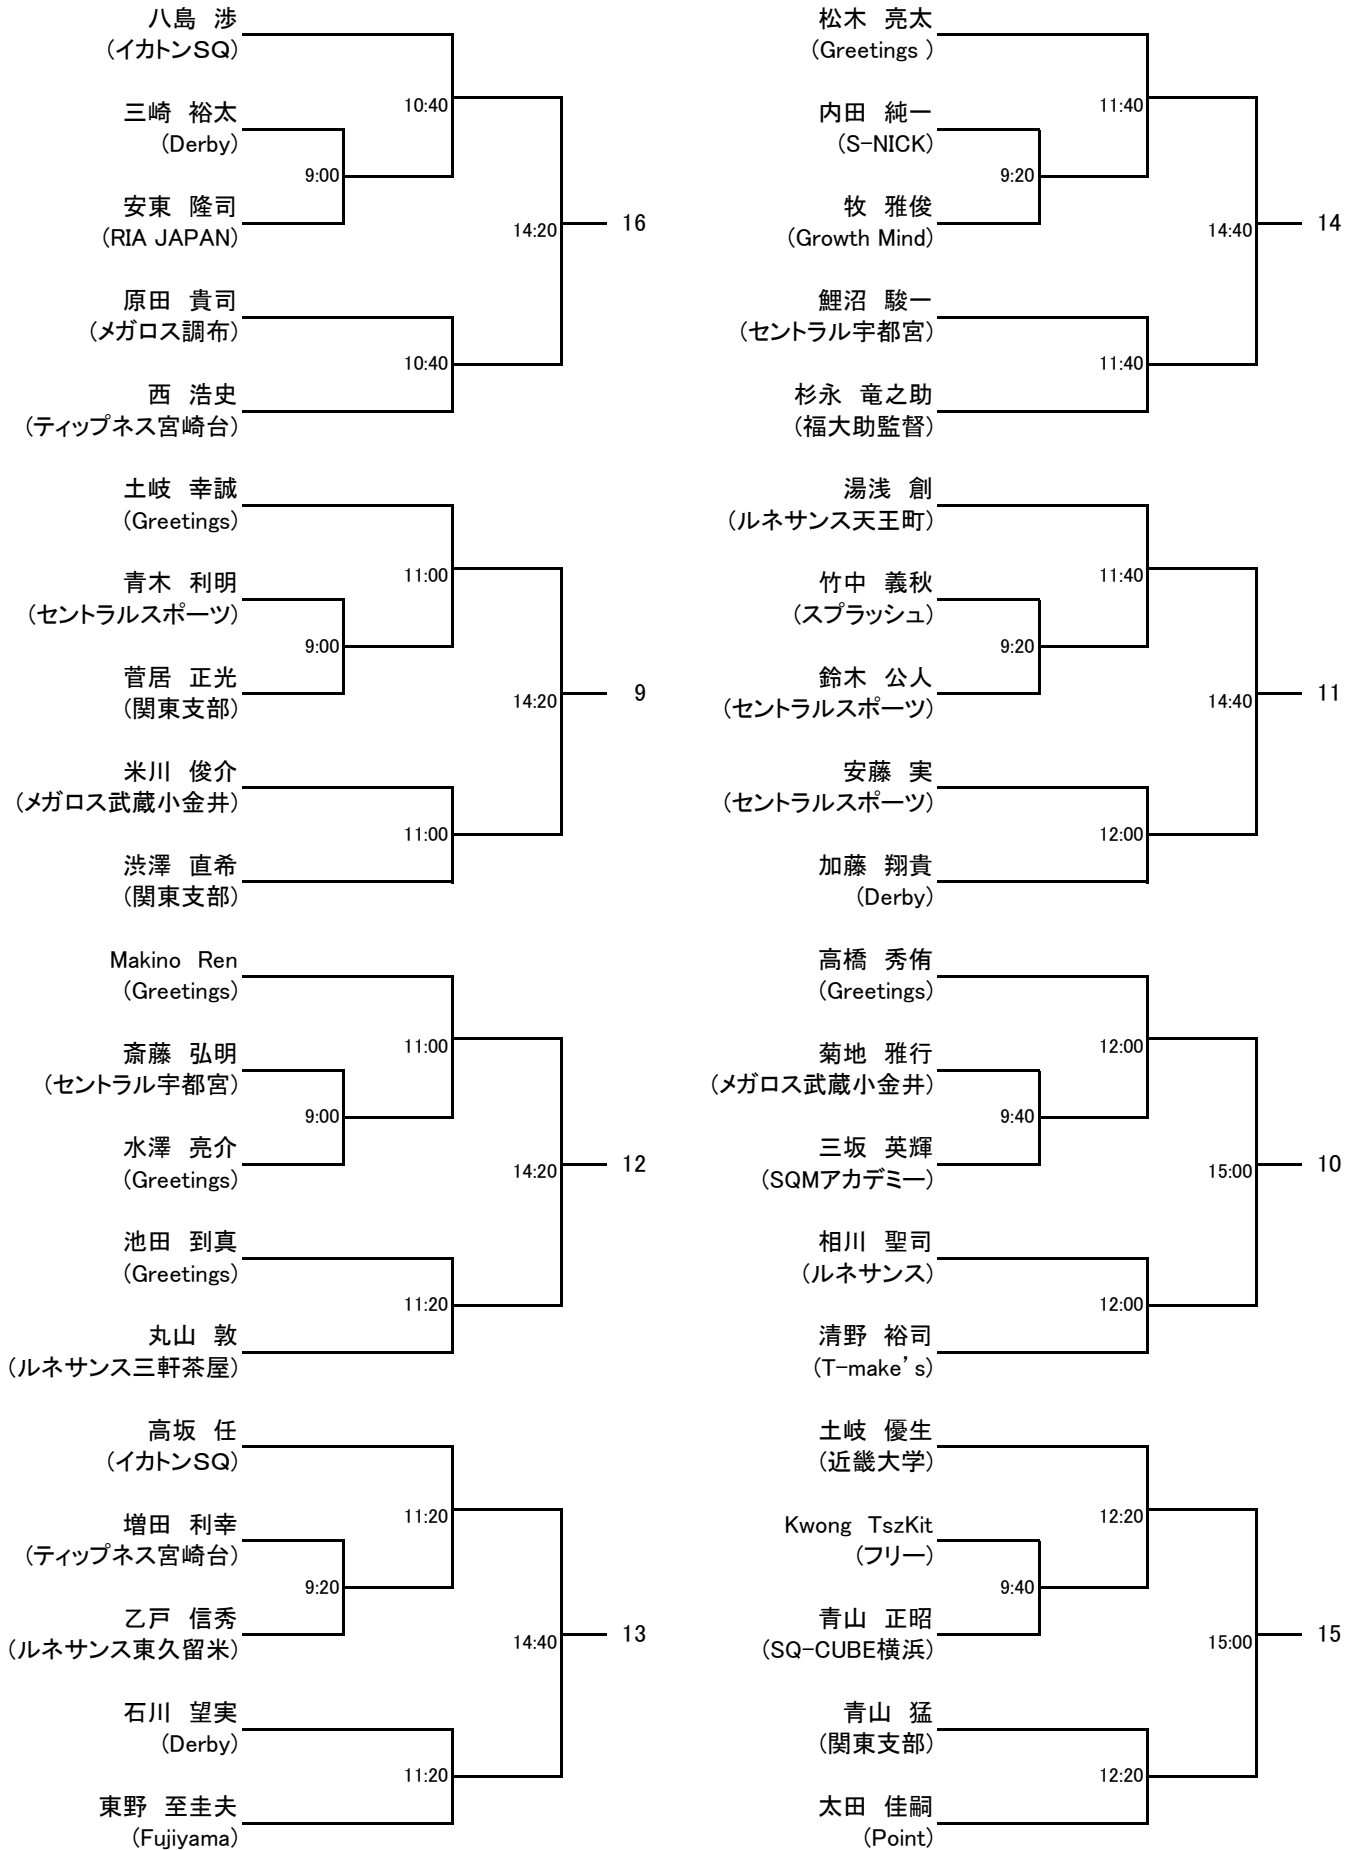 八島 渉
(イカトンSQ)
10:40
三崎 裕太
(Derby)
9:00
安東 隆司
(RIA JAPAN)
14:20
16
原田 貴司
(メガロス調布)
10:40
西 浩史
(ティップネス宮崎台)
土岐 幸誠
(Greetings)
11:00
青木 利明
(セントラルスポーツ)
9:00
菅居 正光
(関東支部)
14:20
9
米川 俊介
(メガロス武蔵小金井)
11:00
渋澤 直希
(関東支部)
Makino Ren
(Greetings)
11:00
斎藤 弘明
(セントラル宇都宮)
9:00
水澤 亮介
(Greetings)
14:20
12
池田 到真
(Greetings)
11:20
丸山 敦
(ルネサンス三軒茶屋)
高坂 任
(イカトンSQ)
11:20
増田 利幸
(ティップネス宮崎台)
9:20
乙戸 信秀
(ルネサンス東久留米)
14:40
13
石川 望実
(Derby)
11:20
東野 至圭夫
(Fujiyama)
松木 亮太
(Greetings )
11:40
内田 純一
(S-NICK)
9:20
牧 雅俊
(Growth Mind)
14:40
14
鯉沼 駿一
(セントラル宇都宮)
11:40
杉永 竜之助
(福大助監督)
湯浅 創
(ルネサンス天王町)
11:40
竹中 義秋
(スプラッシュ)
9:20
鈴木 公人
(セントラルスポーツ)
14:40
11
安藤 実
(セントラルスポーツ)
12:00
加藤 翔貴
(Derby)
高橋 秀侑
(Greetings)
12:00
菊地 雅行
(メガロス武蔵小金井)
9:40
三坂 英輝
(SQMアカデミー)
15:00
10
相川 聖司
(ルネサンス)
12:00
清野 裕司
(T-make’s)
土岐 優生
(近畿大学)
12:20
Kwong TszKit
(フリー)
9:40
青山 正昭
(SQ-CUBE横浜)
15:00
15
青山 猛
(関東支部)
12:20
太田 佳嗣
(Point)